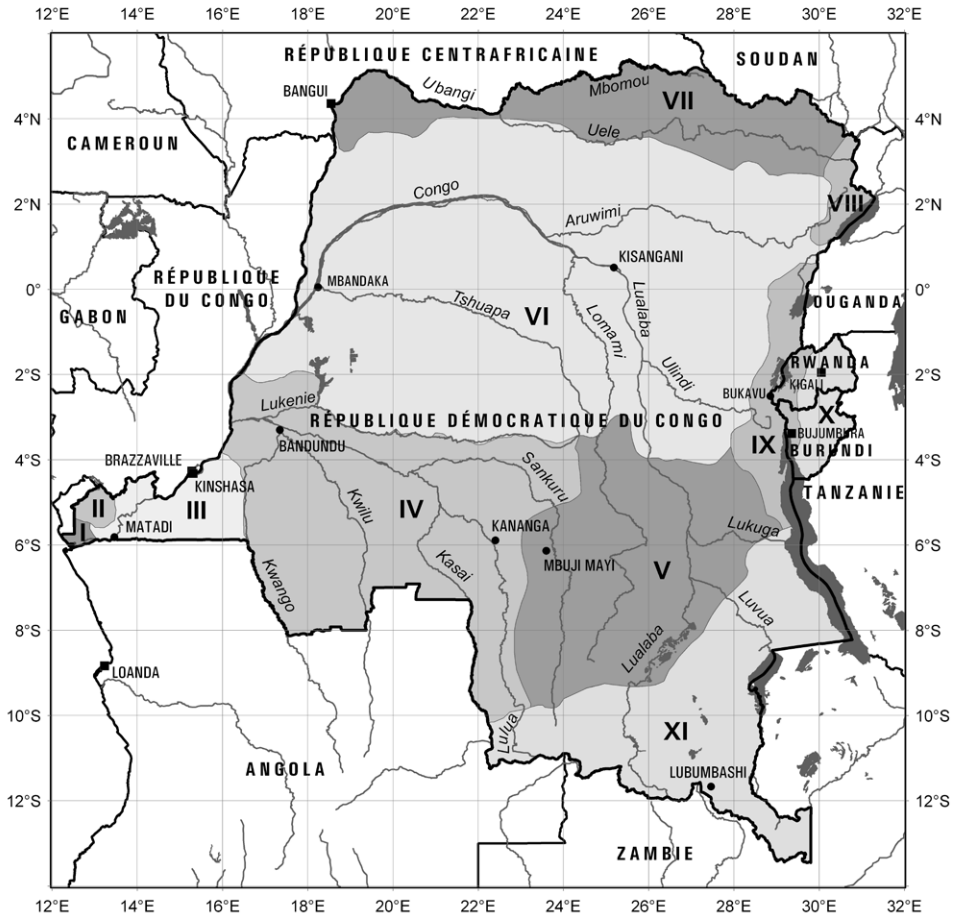 12°E 14°E 16°E 18°E 20°E 22°E 24°E 26°E 28°E 30°E 32°E
RÉPUBLIQUE CENTRAFRICAINE
SOUDAN
BANGUI
Ubangi
Mbomou
VII
4°N
4°N
Uele
CAMEROUN
Congo
VIII
2°N
2°N
Aruwimi
KISANGANI
RÉPUBLIQUE
DU CONGO
MBANDAKA
0°
0°
Tshuapa
VI
Lomami
Lualaba
OUGANDA
GABON
Ulindi
RWANDA
KIGALI
2°S
2°S
BUKAVU
Lukenie
RÉPUBLIQUE DÉMOCRATIQUE DU CONGO
X
BANDUNDU
BUJUMBURA
IX
BURUNDI
4°S
4°S
BRAZZAVILLE
KINSHASA
Sankuru
TANZANIE
II
III
IV
Kwilu
I
MATADI
KANANGA
Lukuga
6°S
6°S
MBUJI MAYI
V
Kwango
Kasai
Luvua
8°S
8°S
Lualaba
LOANDA
10°S
10°S
Lulua
XI
ANGOLA
LUBUMBASHI
12°S
12°S
ZAMBIE
12°E 14°E 16°E 18°E 20°E 22°E 24°E 26°E 28°E 30°E 32°E